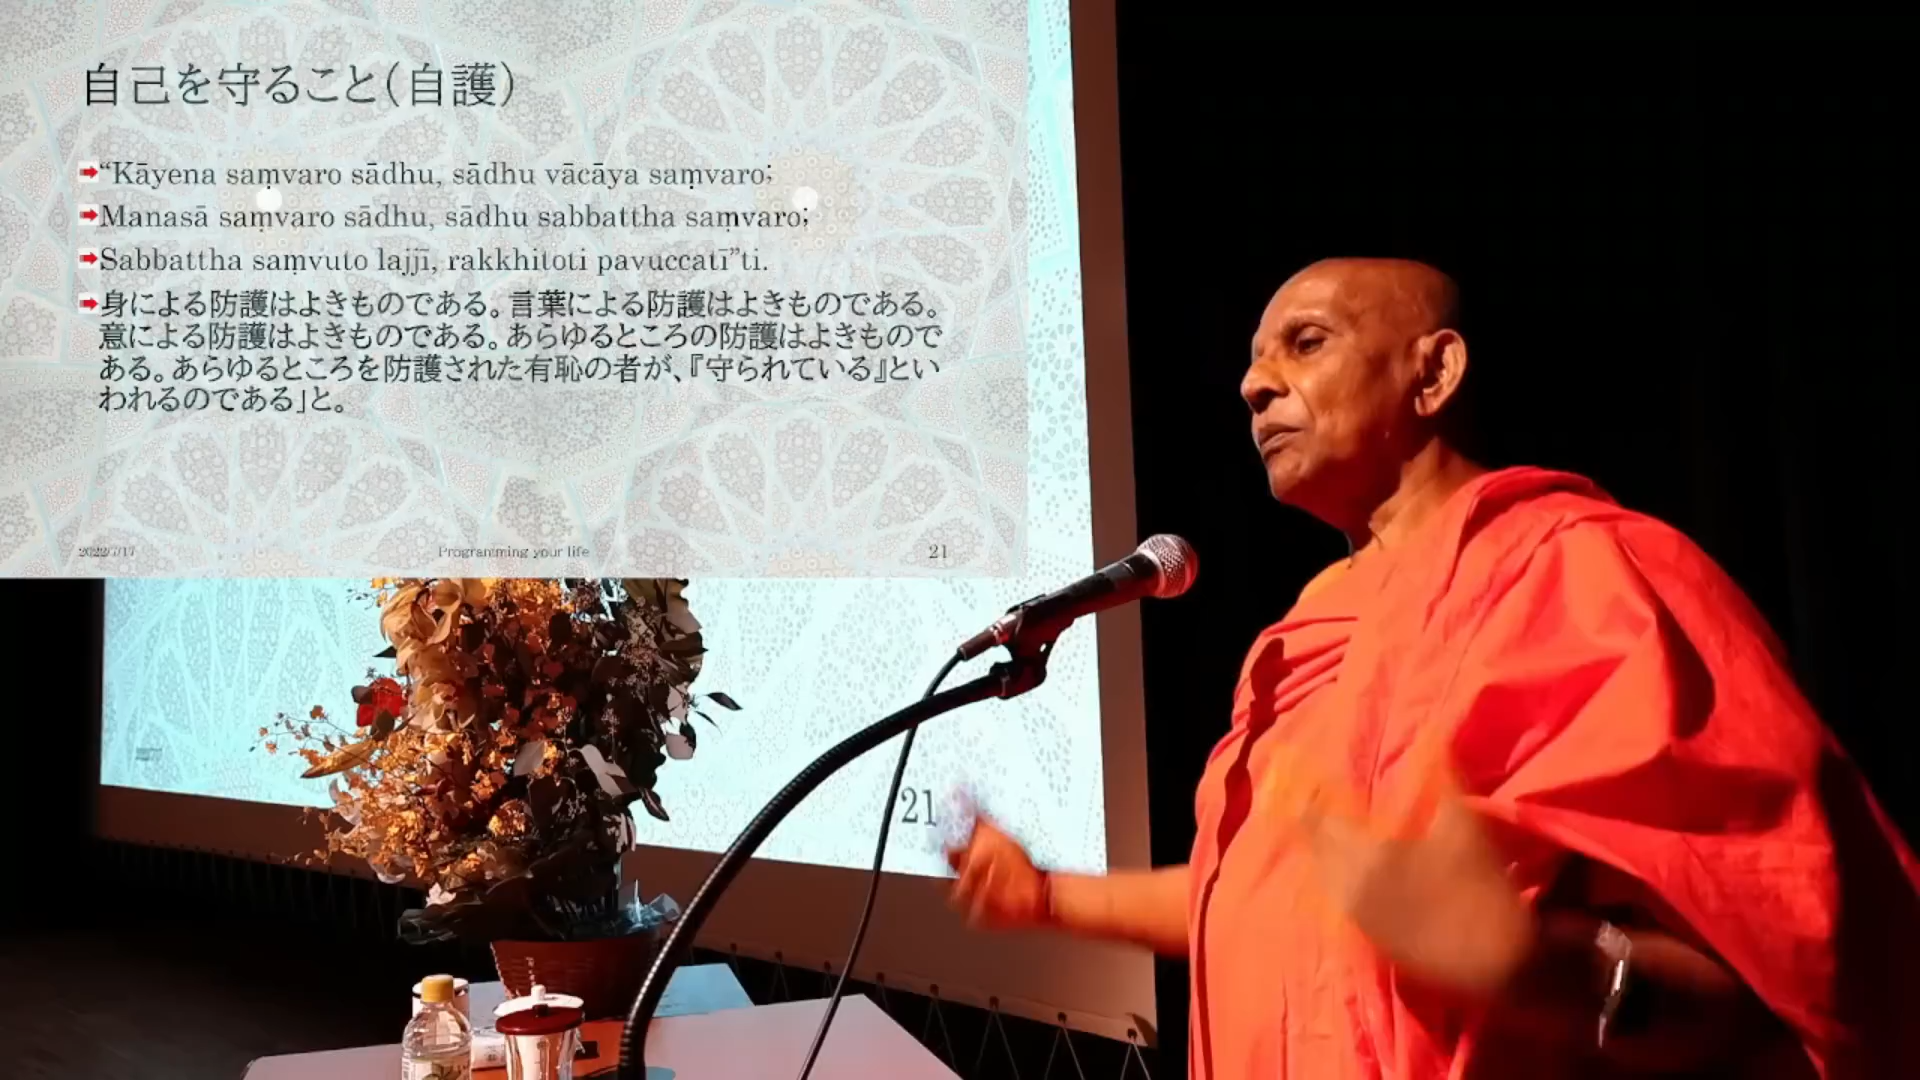 自己を守ること(自護)
“Kāyena saṃvaro sādhu, sādhu vācāya saṃvaro;
Manasā saṃvaro sādhu, sādhu sabbattha saṃvaro;
Sabbattha saṃvuto lajjī, rakkhitoti pavuccatī”ti.
身による防護はよきものである。言葉による防護はよきものである。
意による防護はよきものである。あらゆるところの防護はよきもので
ある。あらゆるところを防護された有恥の者が、『守られている』とい
われるのである」と。
2022/7/17
Programming your life
21
21